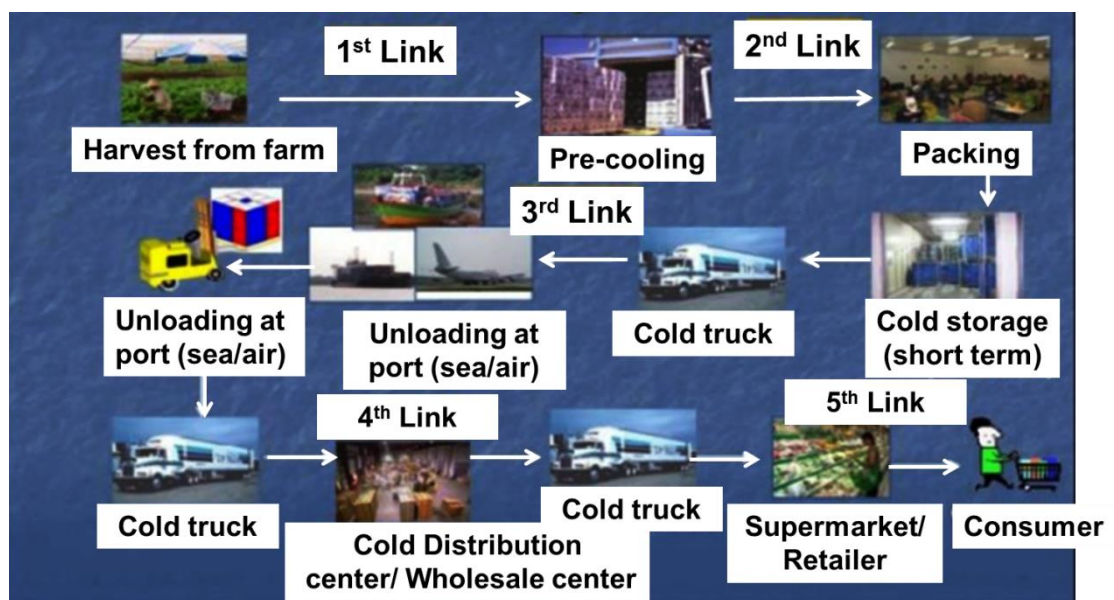 1st Link
2nd Link
Harvest from farm
Pre-cooling
Packing
3rd Link
Unloading at
port (sea/air)
Unloading at
port (sea/air)
Cold truck
Cold storage
(short term)
4th Link
5th Link
Cold truck
Cold Distribution
center/ Wholesale center
Cold truck
Supermarket/
Retailer
Consumer